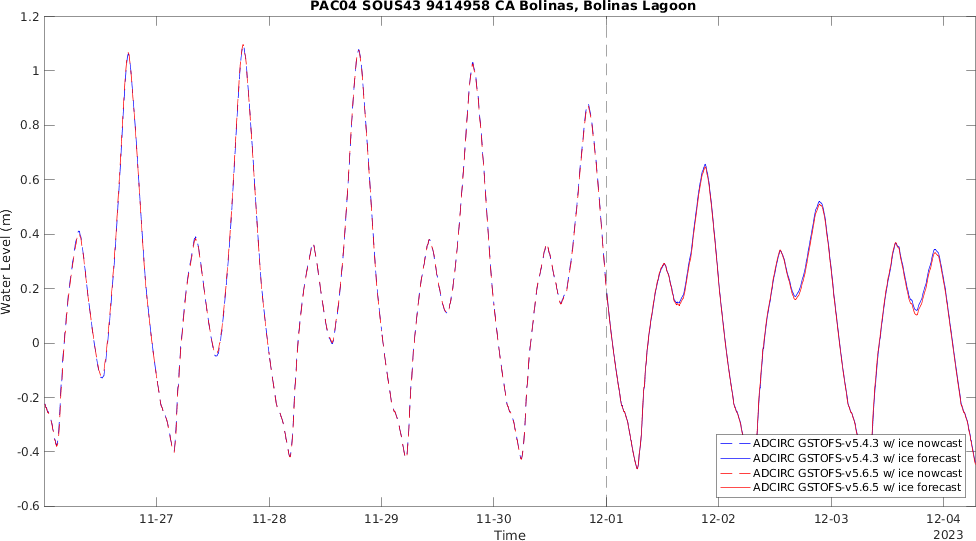 PAC04 SOUS43 9414958 CA Bolinas, Bolinas Lagoon
1.2
1
0.8
0.6
0.4
0.2
0
-0.2
-0.4
-0.6
Water Level (m)
11-27
11-28
11-29
11-30
12-01
12-02
12-03
12-04
Time
2023
ADCIRC GSTOFS-v5.4.3 w/ ice nowcast
ADCIRC GSTOFS-v5.4.3 w/ ice forecast
ADCIRC GSTOFS-v5.6.5 w/ ice nowcast
ADCIRC GSTOFS-v5.6.5 w/ ice forecast